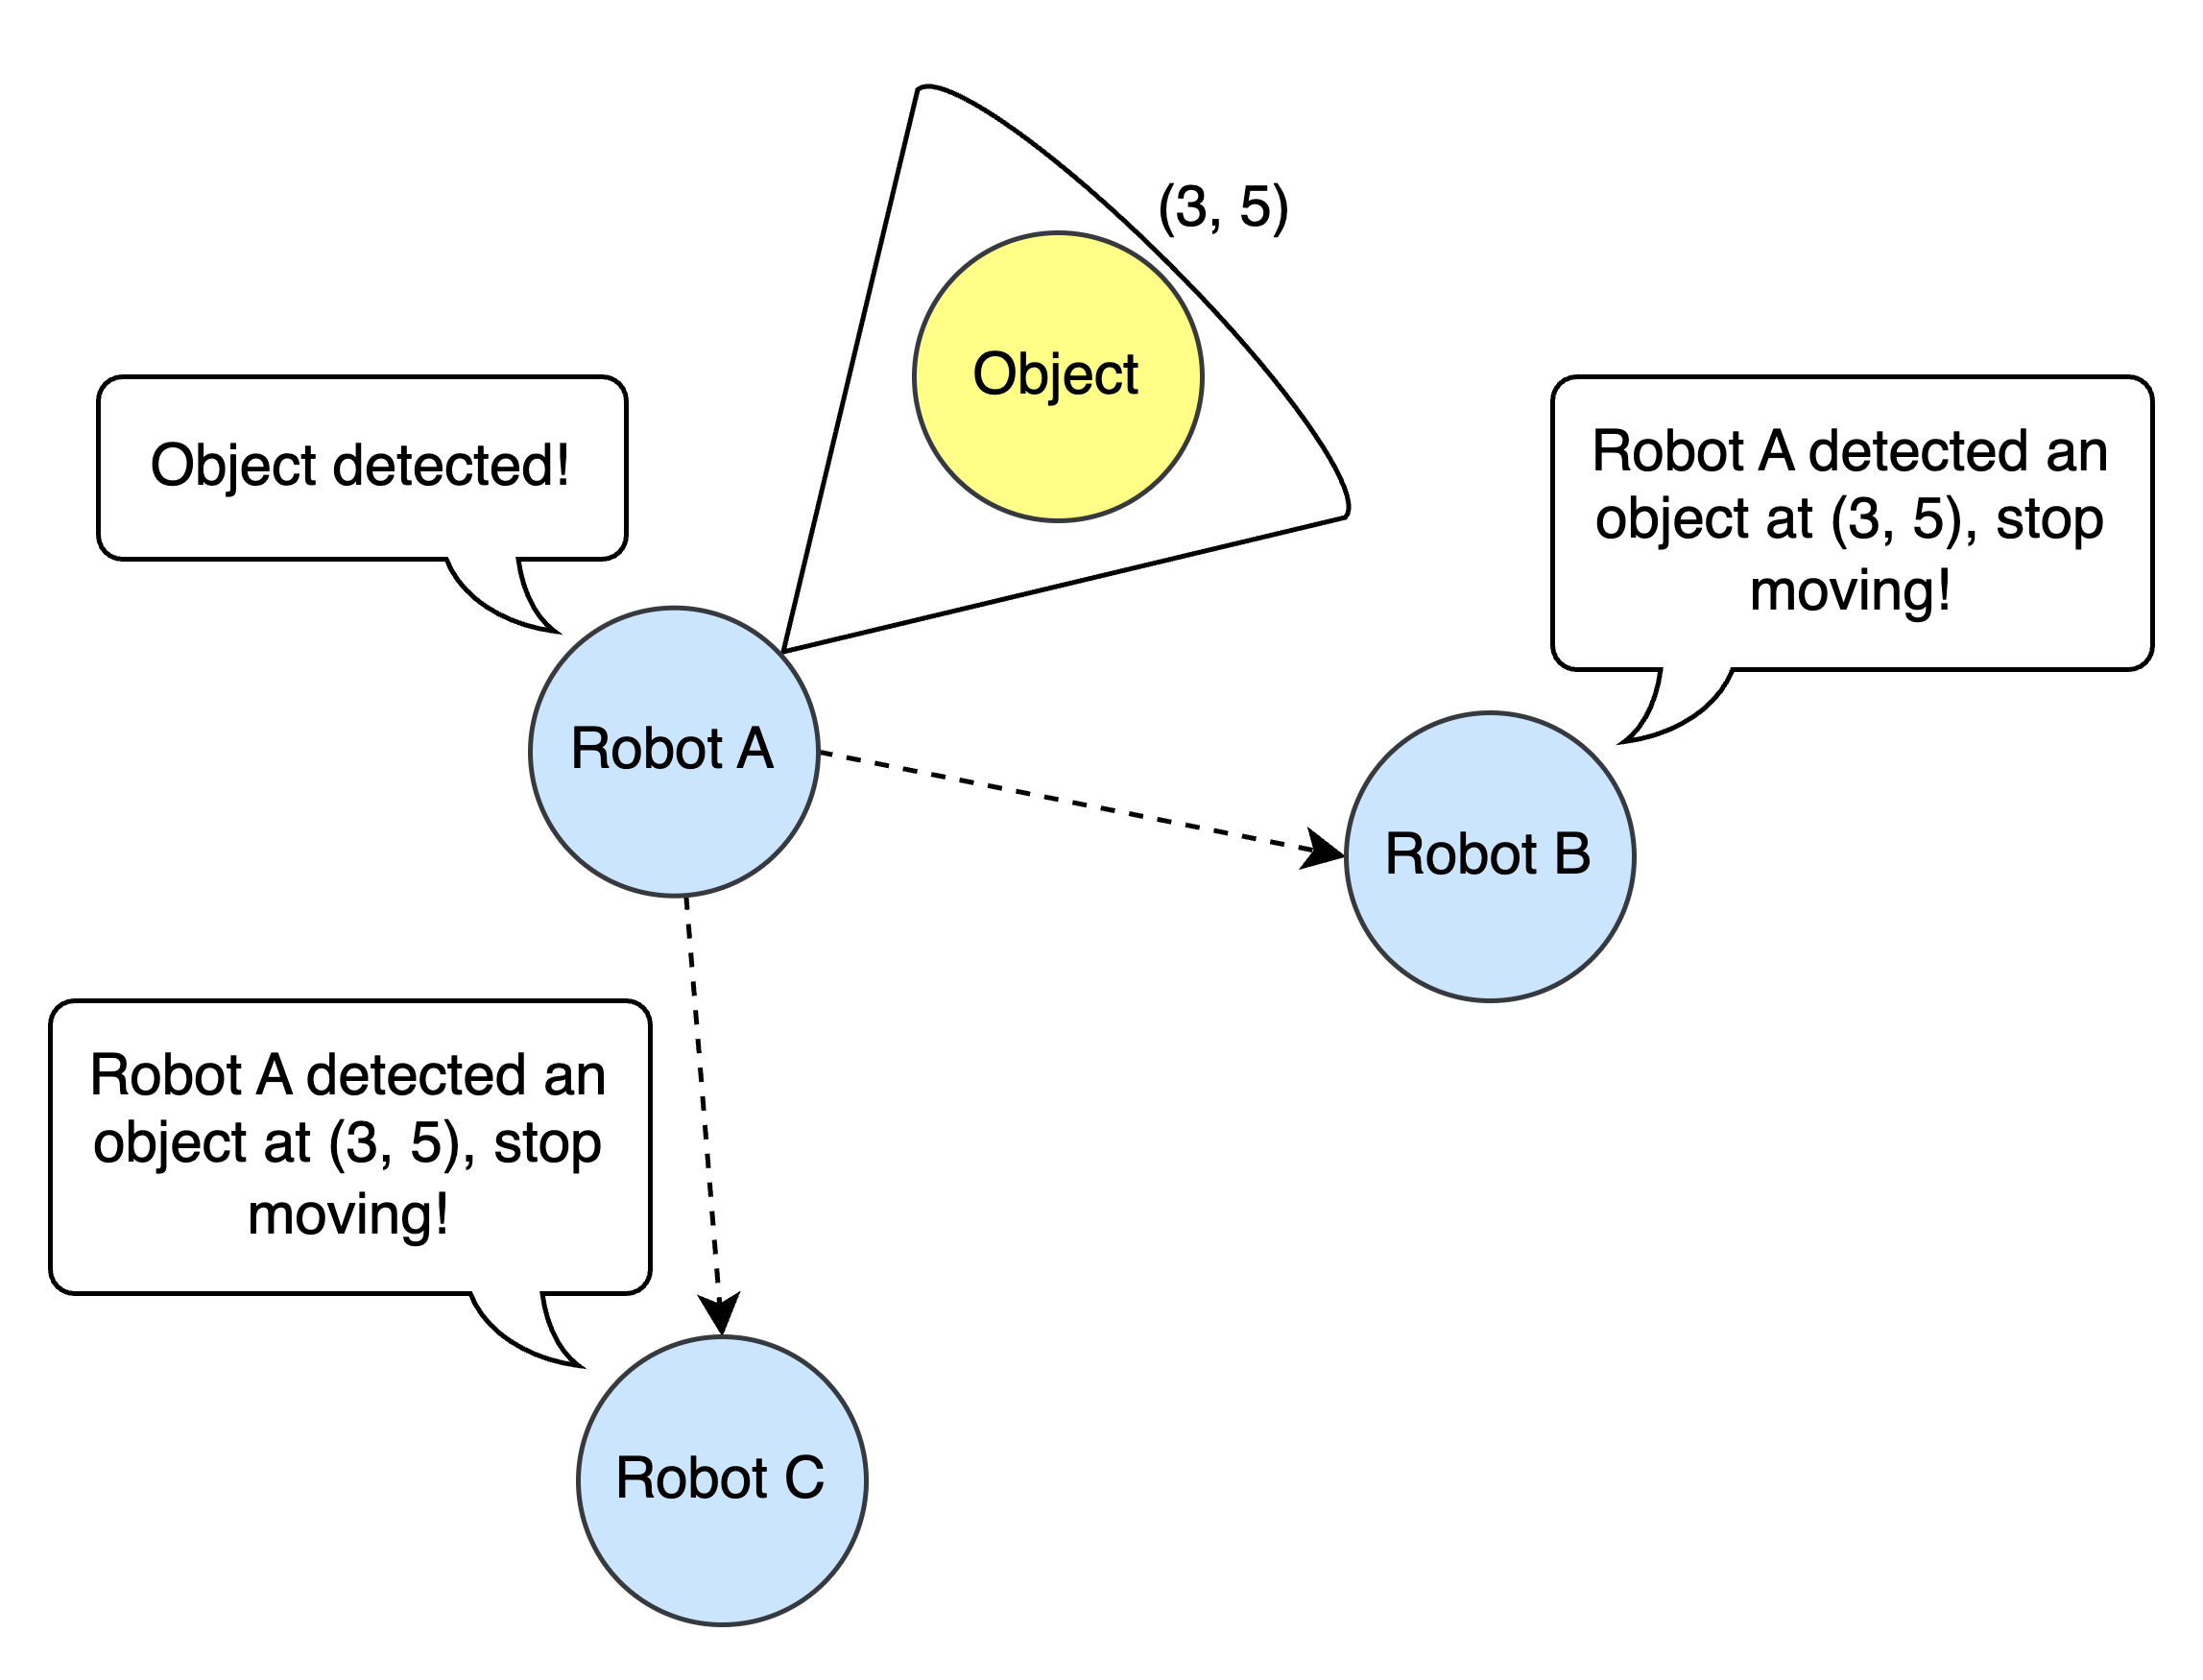 (3, 5)
Object
Object detected!
Robot A detected an
object at (3, 5), stop
moving!
Robot A
Robot B
Robot A detected an
object at (3, 5), stop
moving!
Robot C